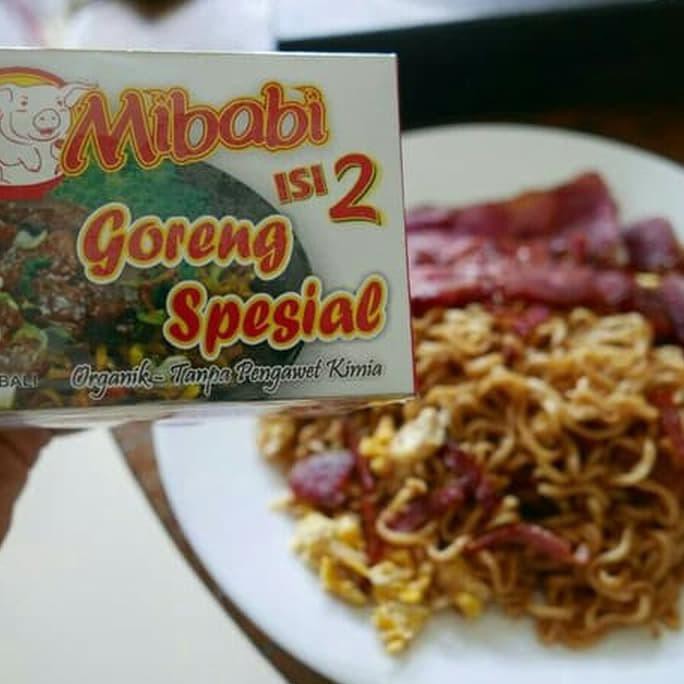 Mibabi
ISI 2
Goreng
Spesial
BALI
Organik - Tanpa Pengawet Kimia